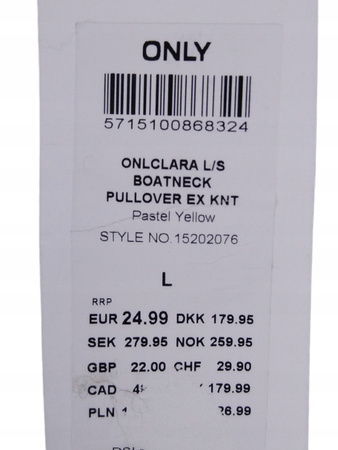 ONLY
5715100868324
ONLCLARA L/S
BOATNECK
PULLOVER EX KNT
Pastel Yellow
STYLE NO. 15202076
L
RRP
EUR 24.99 DKK 179.95
SEK 279.95 NOK 259.95
GBP 22.00 CHF 29.90
CAD 179.99
PLN